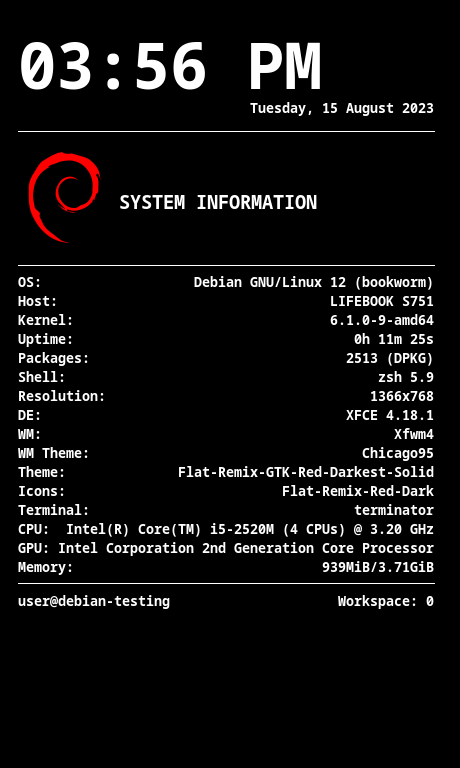 03:56 PM
Tuesday, 15 August 2023
SYSTEM INFORMATION
OS: Debian GNU/Linux 12 (bookworm)
Host: LIFEBOOK S751
Kernel: 6.1.0-9-amd64
Uptime: 0h 11m 25s
Packages: 2513 (DPKG)
Shell: zsh 5.9
Resolution: 1366x768
DE: XFCE 4.18.1
WM: Xfwm4
WM Theme: Chicago95
Theme: Flat-Remix-GTK-Red-Darkest-Solid
Icons: Flat-Remix-Red-Dark
Terminal: terminator
CPU: Intel(R) Core(TM) i5-2520M (4 CPUs) @ 3.20 GHz
GPU: Intel Corporation 2nd Generation Core Processor
Memory: 939MiB/3.71GiB
user@debian-testing Workspace: 0